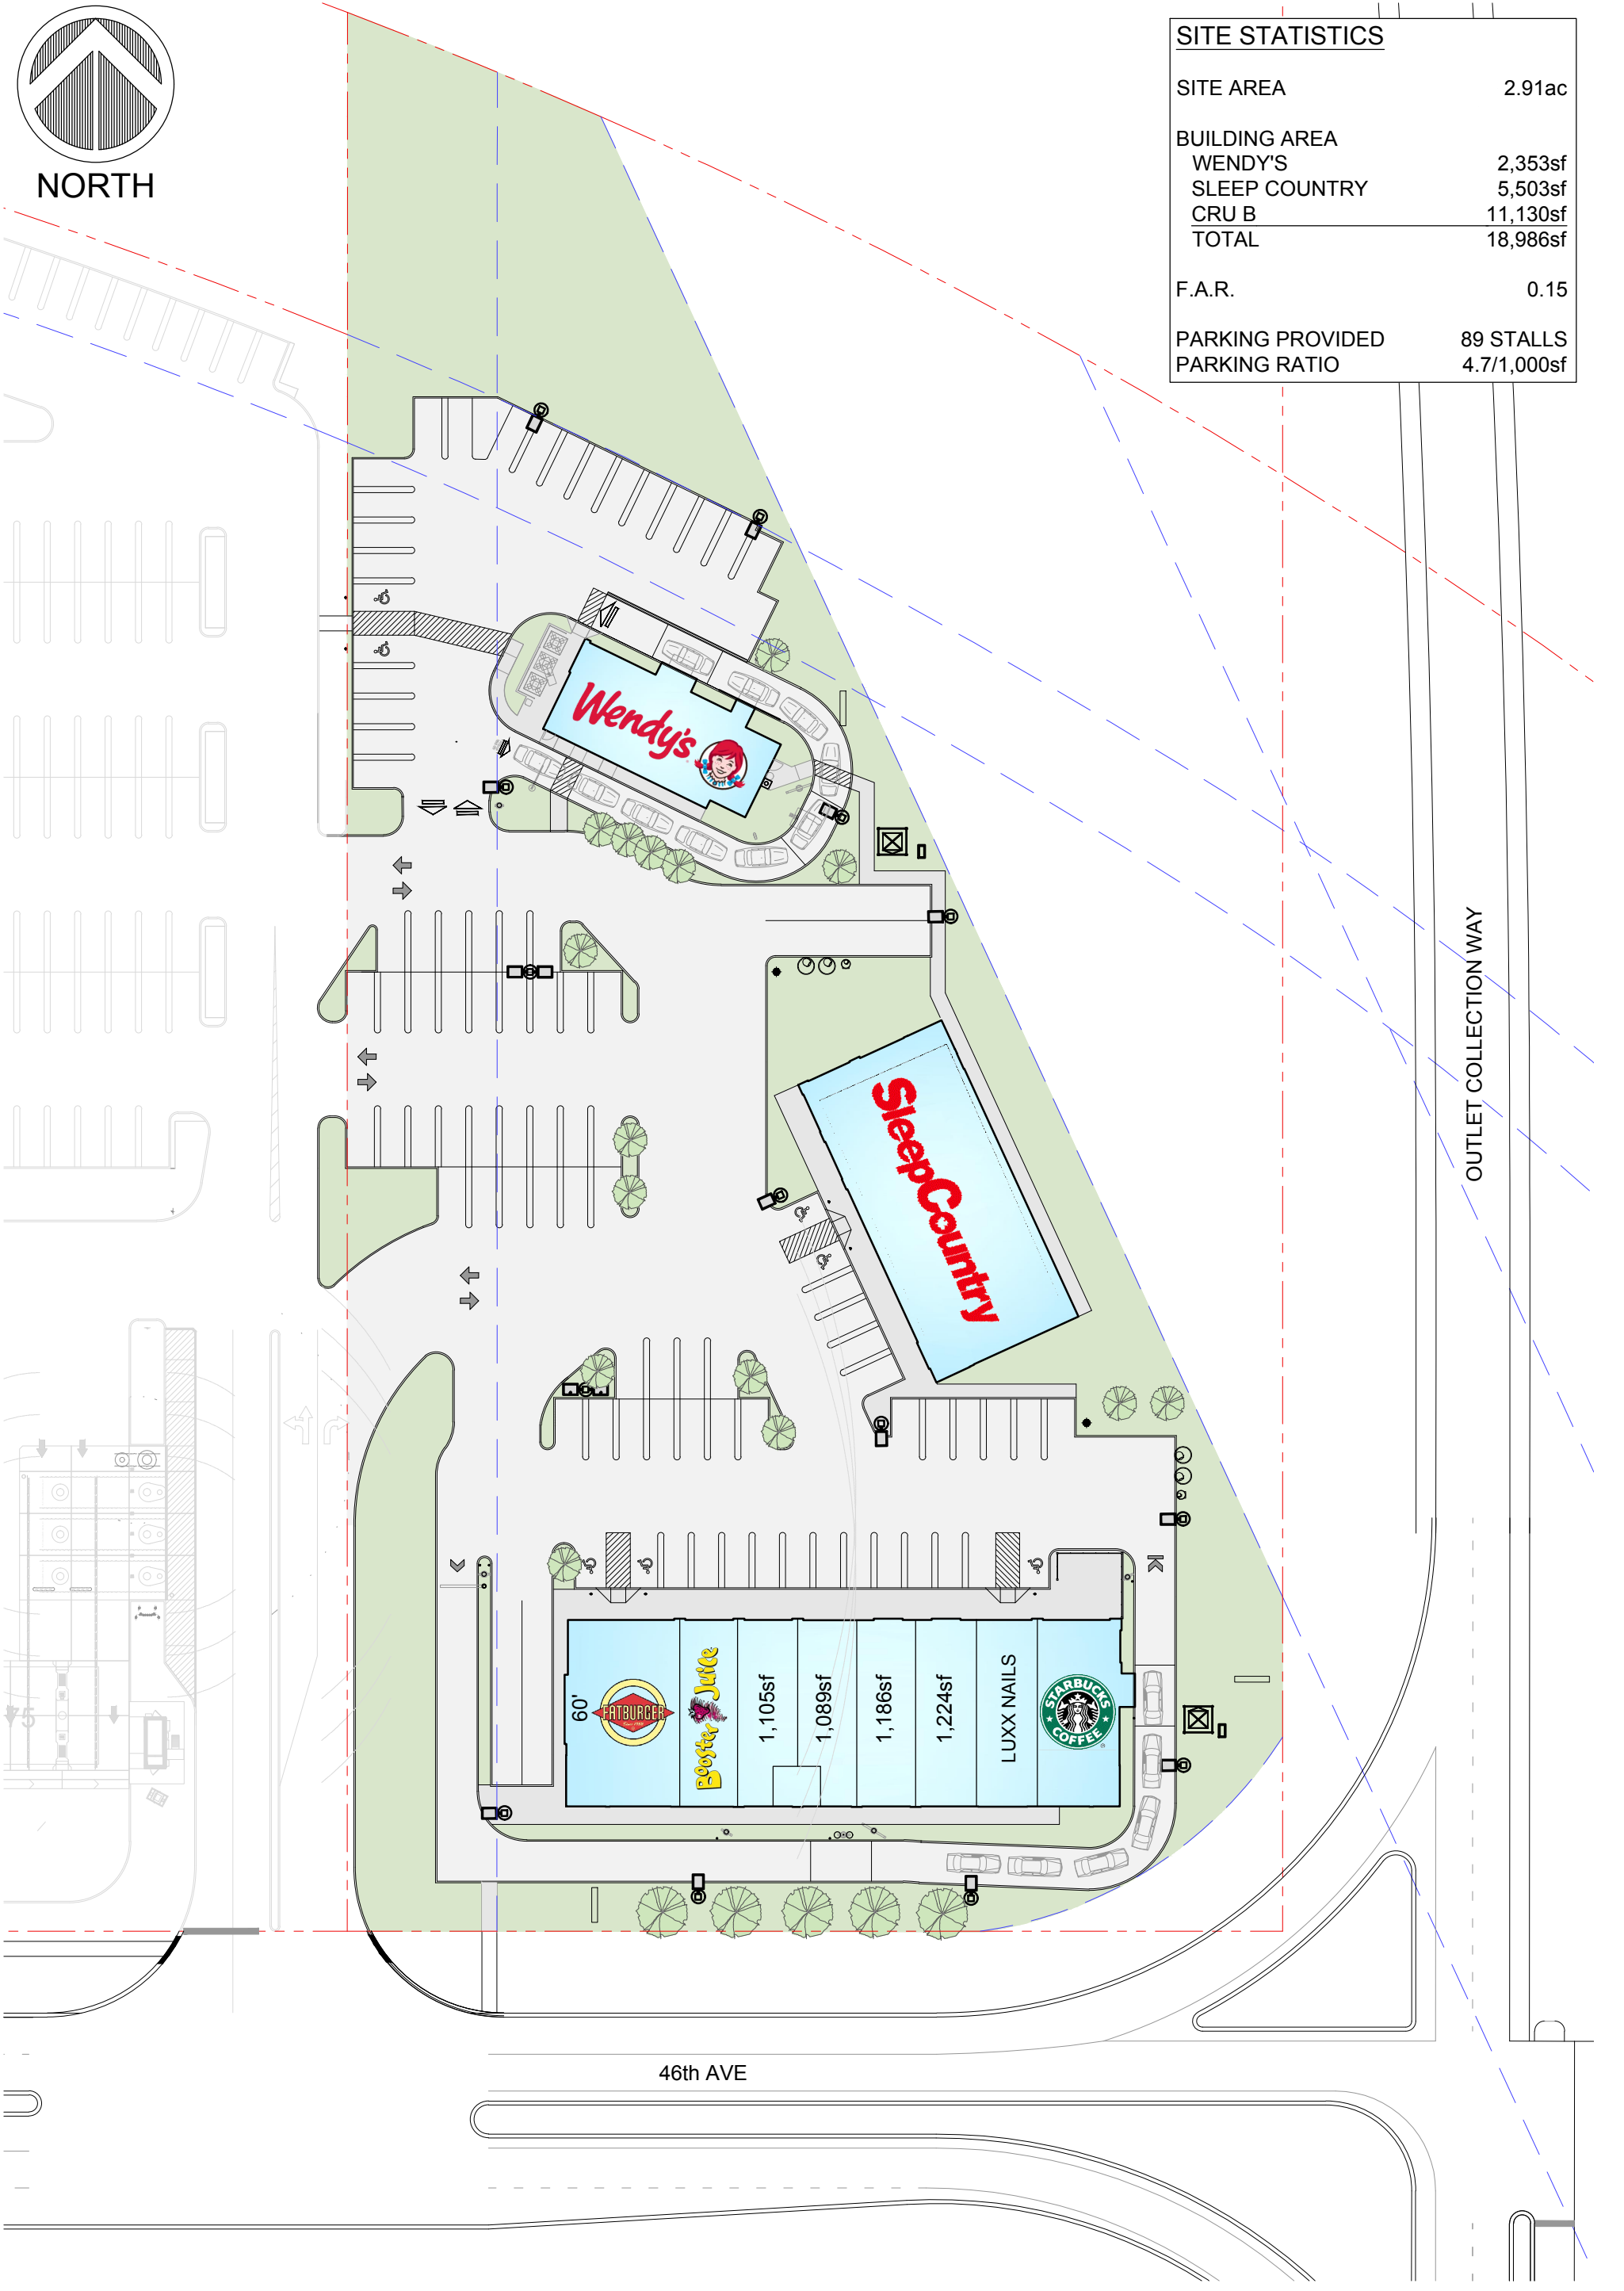 NORTH
SITE STATISTICS
SITE AREA 2.91ac
BUILDING AREA
WENDY'S 2,353sf
SLEEP COUNTRY 5,503sf
CRU B 11,130sf
TOTAL 18,986sf
F.A.R. 0.15
PARKING PROVIDED 89 STALLS
PARKING RATIO 4.7/1,000sf
Wendy's
OUTLET COLLECTION WAY
SleepCountry
60'
FATBURGER
Booster Juice
1,105sf
1,089sf
1,186sf
1,224sf
LUXX NAILS
STARBUCKS
COFFEE
46th AVE